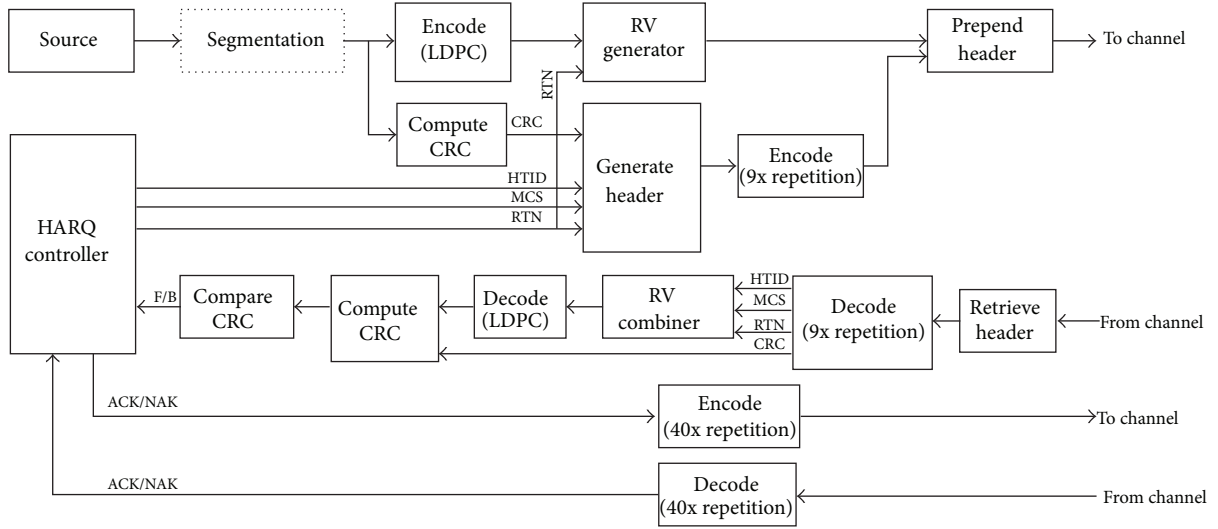 Source
Segmentation
Encode
(LDPC)
RV
generator
Prepend
header
To channel
RTN
Compute
CRC
CRC
Generate
header
Encode
(9x repetition)
HARQ
controller
HTID
MCS
RTN
F/B
Compare
CRC
Compute
CRC
Decode
(LDPC)
RV
combiner
HTID
MCS
RTN
CRC
Decode
(9x repetition)
Retrieve
header
From channel
ACK/NAK
Encode
(40x repetition)
To channel
ACK/NAK
Decode
(40x repetition)
From channel